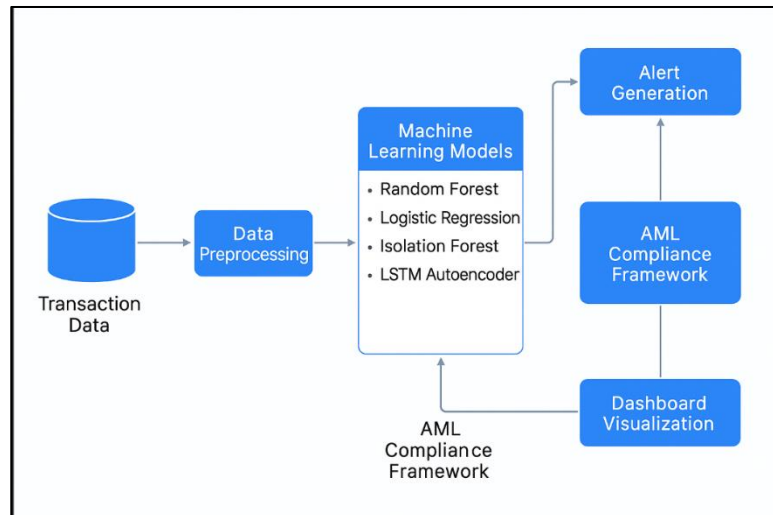 Transaction
Data
Data
Preprocessing
Machine
Learning Models
• Random Forest
• Logistic Regression
• Isolation Forest
• LSTM Autoencoder
Alert
Generation
AML
Compliance
Framework
Dashboard
Visualization
AML
Compliance
Framework